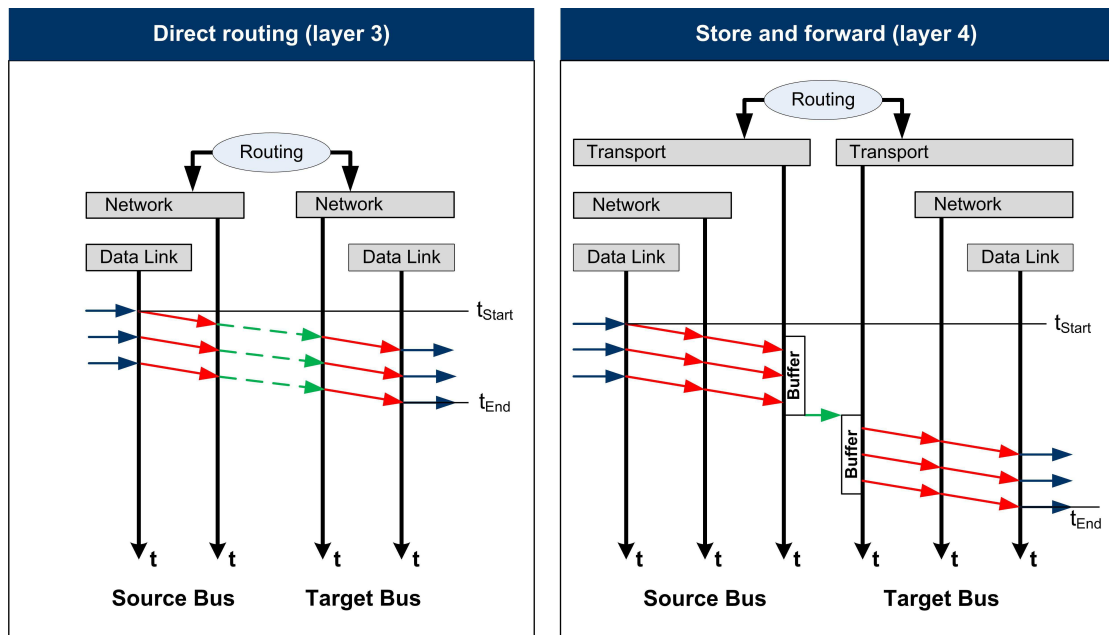 Direct routing (layer 3)
Routing
Network
Network
Data Link
Data Link
tStart
tEnd
t
t
t
t
Source Bus
Target Bus
Store and forward (layer 4)
Routing
Transport
Transport
Network
Network
Data Link
Data Link
tStart
Buffer
Buffer
tEnd
t
t
t
t
t
t
Source Bus
Target Bus